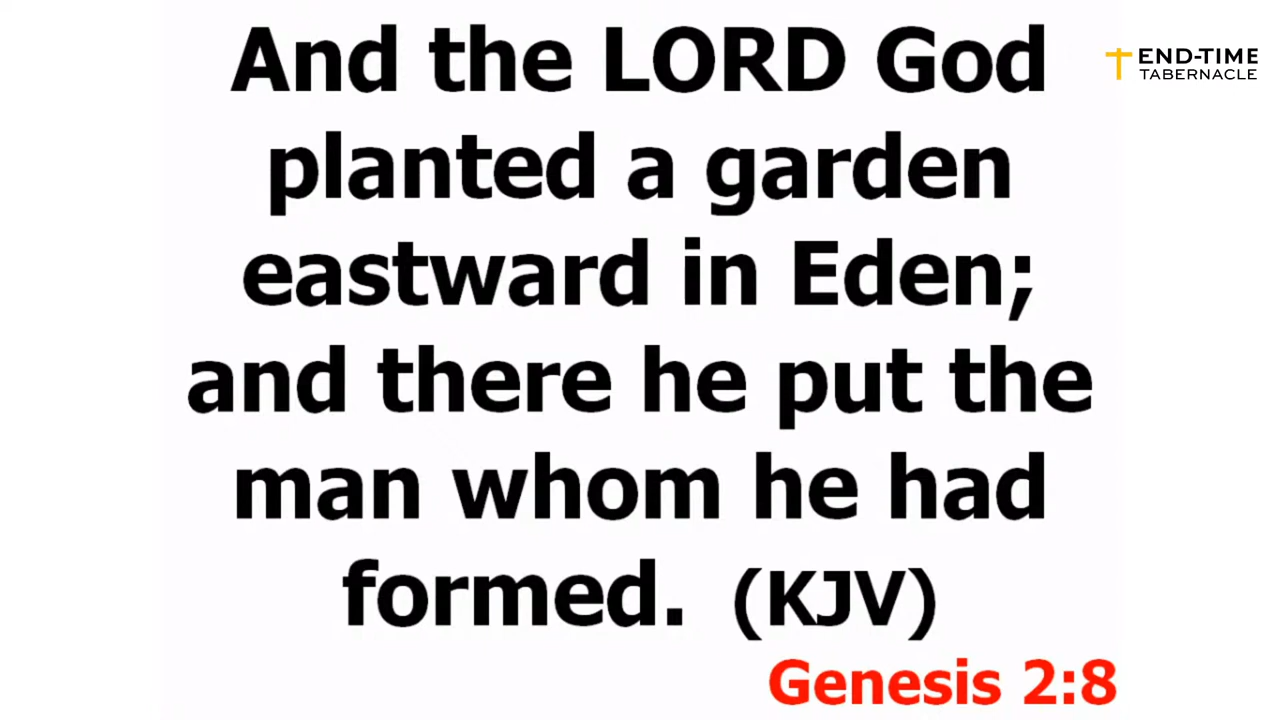 And the LORD God
planted a garden
eastward in Eden;
and there he put the
man whom he had
formed. (KJV)
Genesis 2:8
END-TIME
TABERNACLE